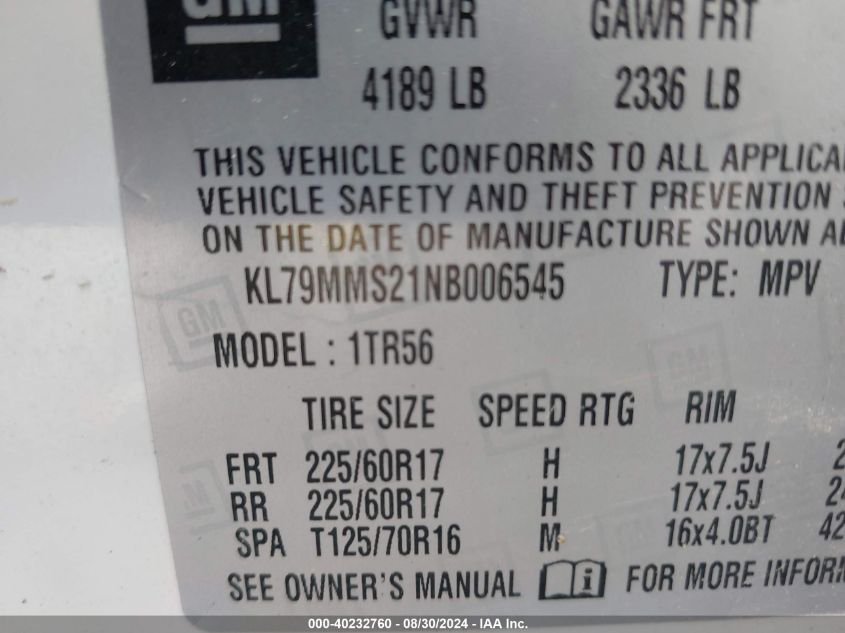 GM
GVWR GAWR FRT
4189 LB 2336 LB
THIS VEHICLE CONFORMS TO ALL
VEHICLE SAFETY AND THEFT PREVENTION
ON THE DATE OF MANUFACTURE SHOWN
KL79MMS21NB006545 TYPE: MPV
GM
MODEL : 1TR56
TIRE SIZE SPEED RTG RIM
FRT 225/60R17 H 17x7.5J
RR 225/60R17 H 17x7.5J
SPA T125/70R16 M 16x4.0BT
SEE OWNER'S MANUAL i FOR MORE
000-40232760 - 08/30/2024 - IAA Inc.